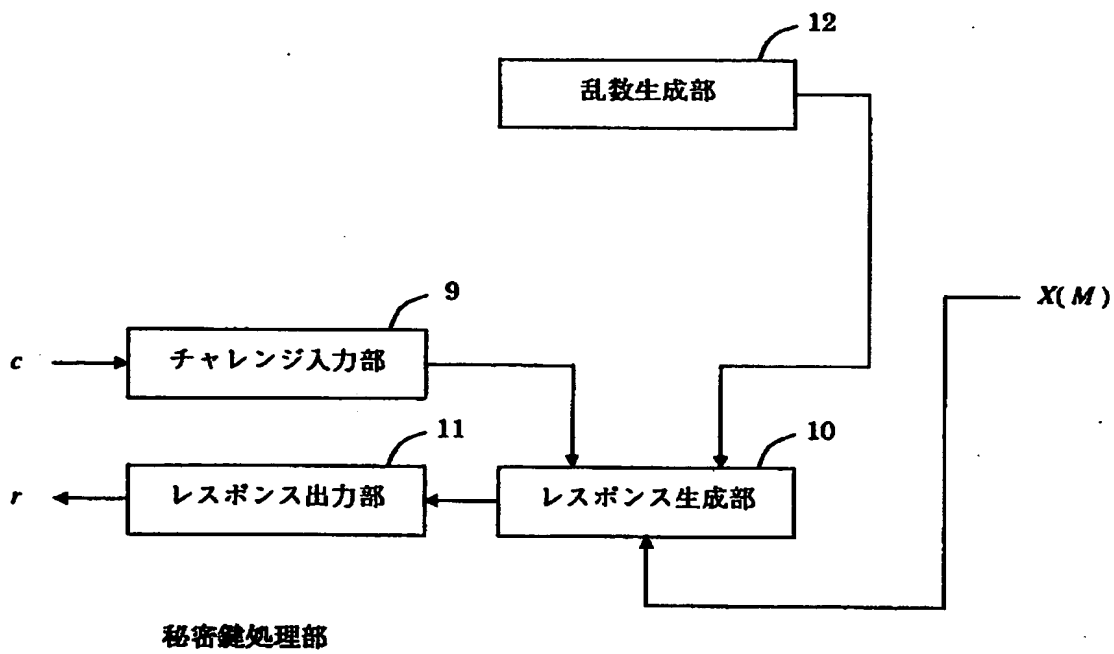 12
乱数生成部
X(M)
9
c
チャレンジ入力部
11
10
r
レスポンス出力部
レスポンス生成部
秘密鍵処理部